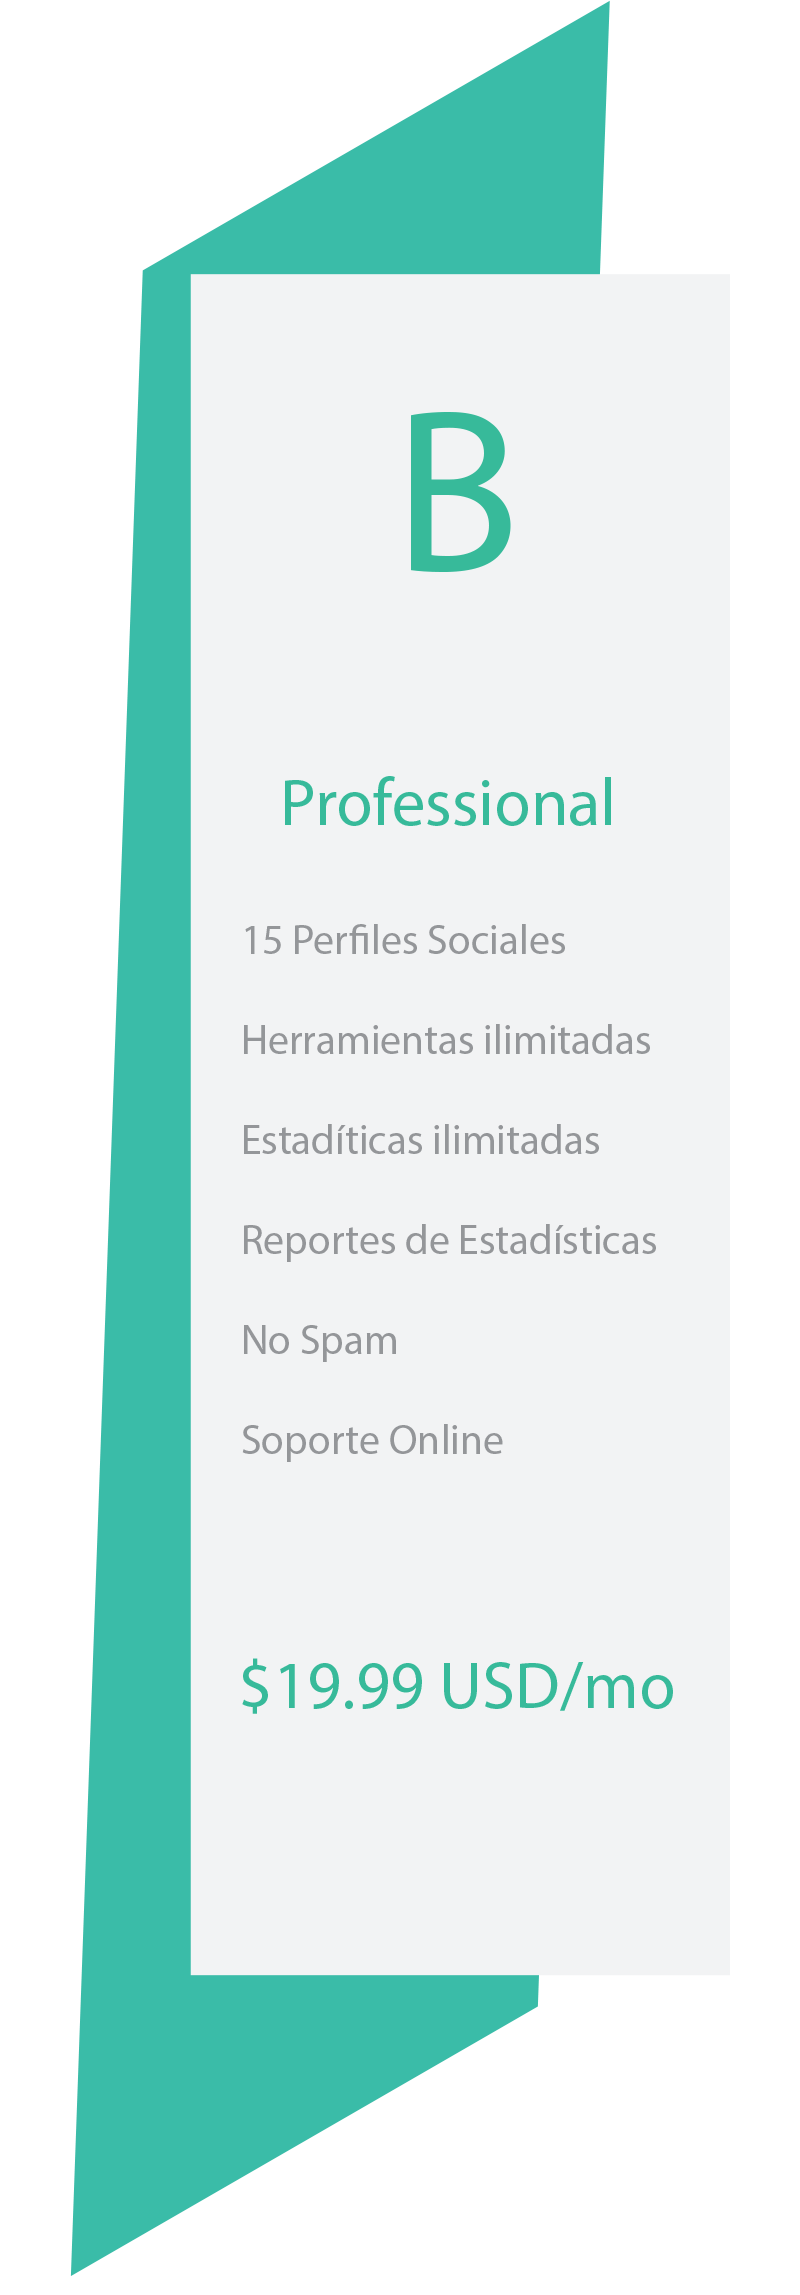 B
Professional
15 Perfiles Sociales
Herramientas ilimitadas
Estadíticas ilimitadas
Reportes de Estadísticas
No Spam
Soporte Online
$19.99 USD/mo